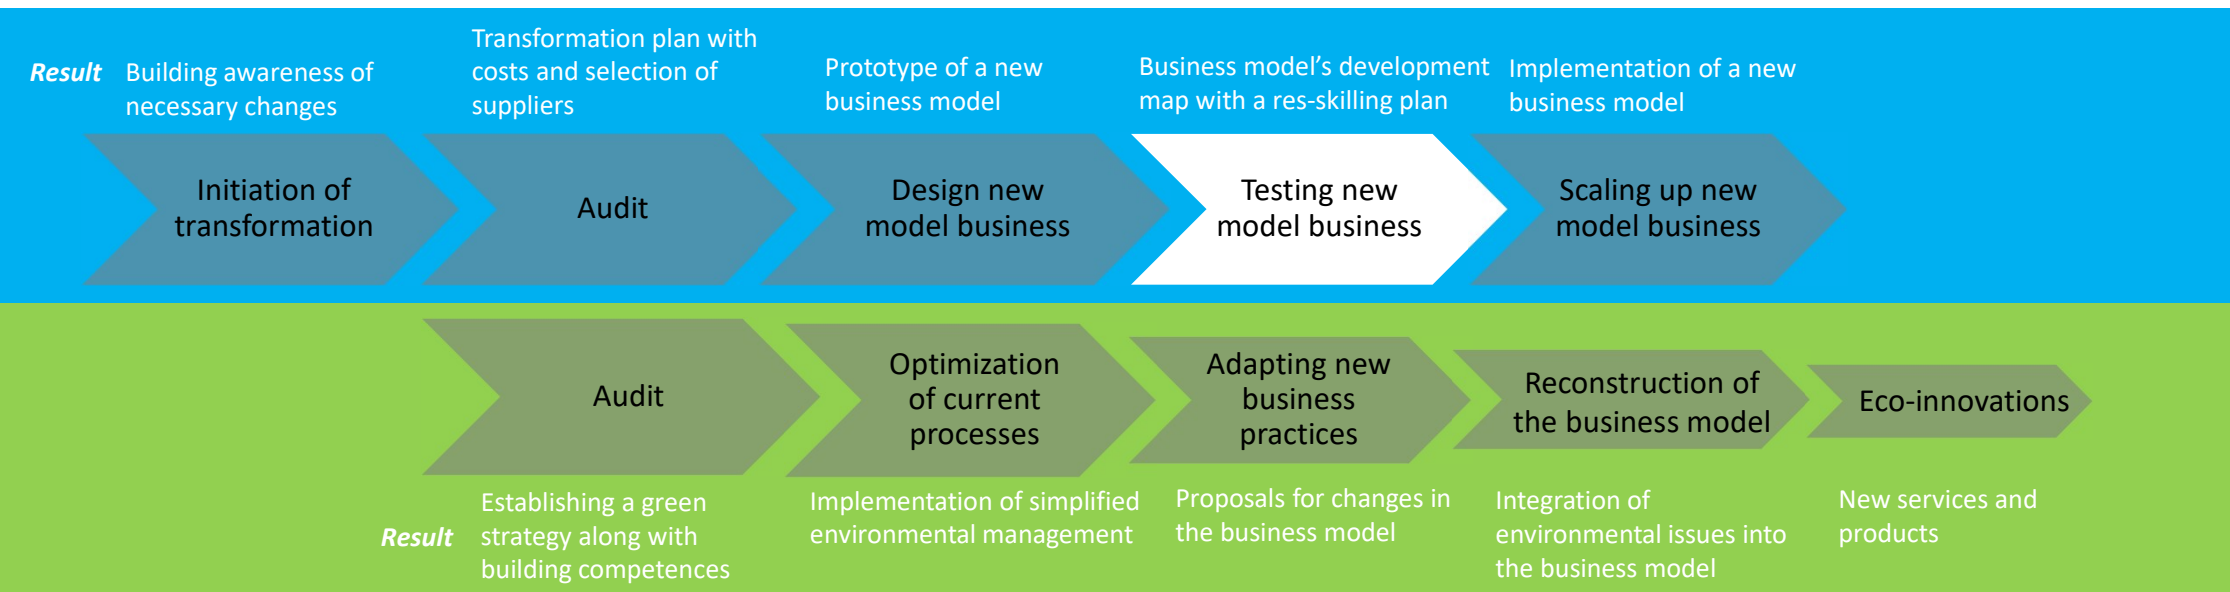 Result
Building awareness of
necessary changes
Transformation plan with
costs and selection of
suppliers
Prototype of a new
business model
Business model’s development
map with a res-skilling plan
Implementation of a new
business model
Initiation of
transformation
Audit
Design new
model business
Testing new
model business
Scaling up new
model business
Audit
Optimization
of current
processes
Adapting new
business
practices
Reconstruction of
the business model
Eco-innovations
Result
Establishing a green
strategy along with
building competences
Implementation of simplified
environmental management
Proposals for changes in
the business model
Integration of
environmental issues into
the business model
New services and
products